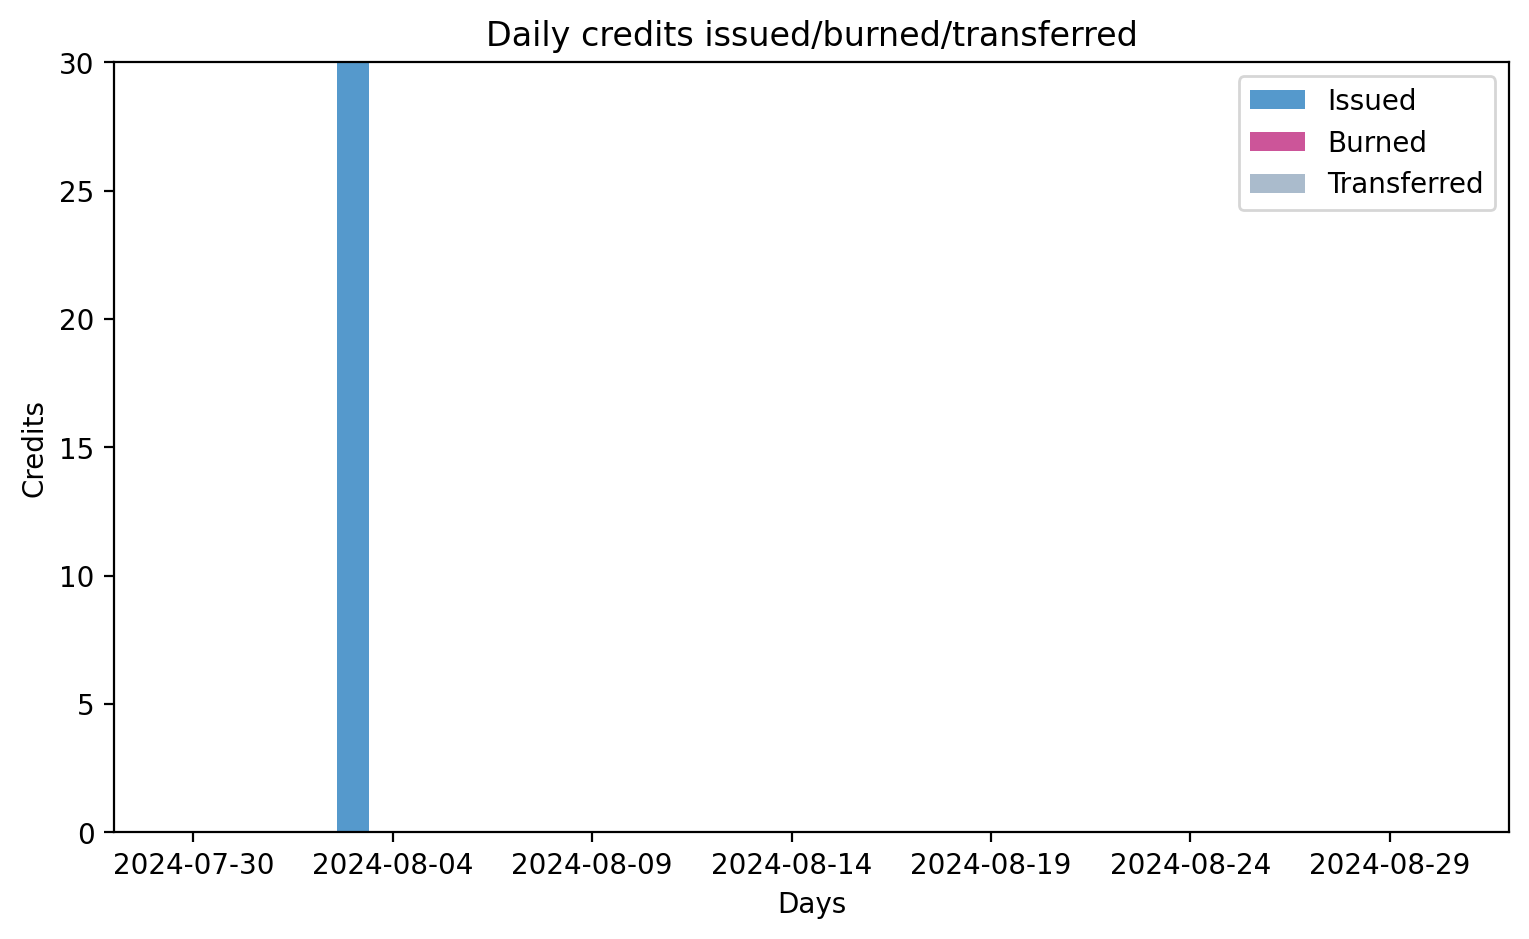 Daily credits issued/burned/transferred
30
25
20
15
10
5
0
Credits
Issued
Burned
Transferred
2024-07-30 2024-08-04 2024-08-09 2024-08-14 2024-08-19 2024-08-24 2024-08-29
Days